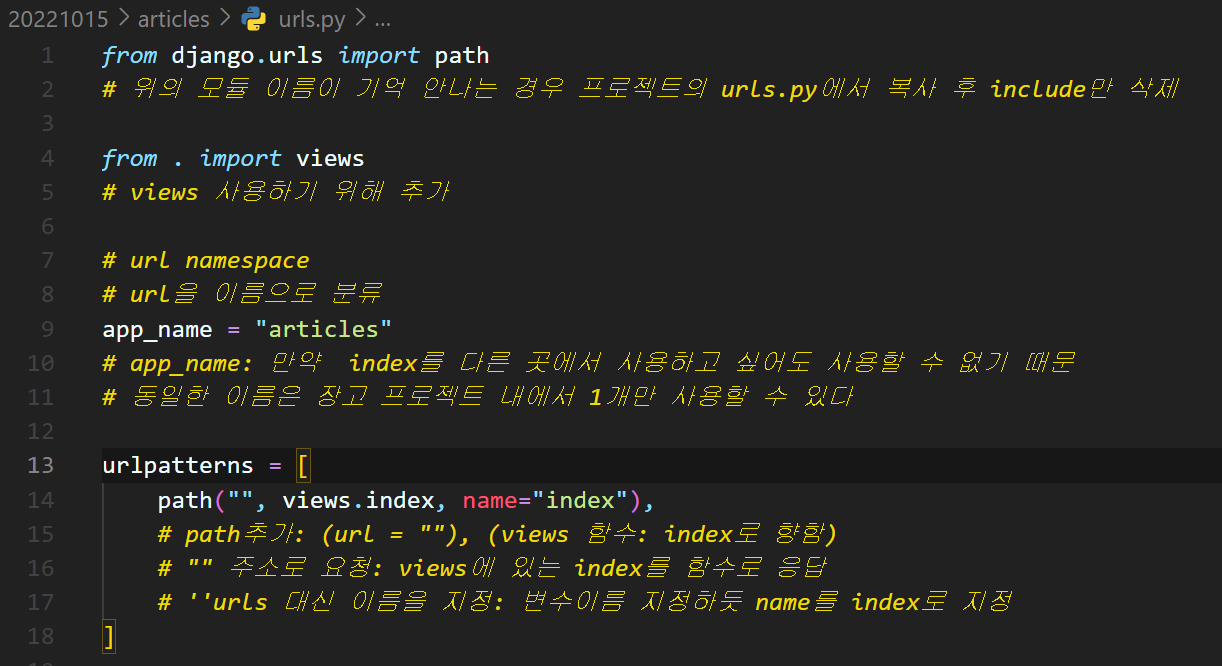 20221015 > articles > urls.py > ...
1 from django.urls import path
2 # 위의 모듈 이름이 기억 안나는 경우 프로젝트의 urls.py에서 복사 후 include만 삭제
3
4 from . import views
5 # views 사용하기 위해 추가
6
7 # url namespace
8 # url을 이름으로 분류
9 app_name = "articles"
10 # app_name: 만약  index를 다른 곳에서 사용하고 싶어도 사용할 수 없기 때문
11 # 동일한 이름은 장고 프로젝트 내에서 1개만 사용할 수 있다
12
13 urlpatterns = [
14     path("", views.index, name="index"),
15     # path추가: (url = ""), (views 함수: index로 향함)
16     # "" 주소로 요청: views에 있는 index를 함수로 응답
17     # ''urls 대신 이름을 지정: 변수이름 지정하듯 name를 index로 지정
18 ]